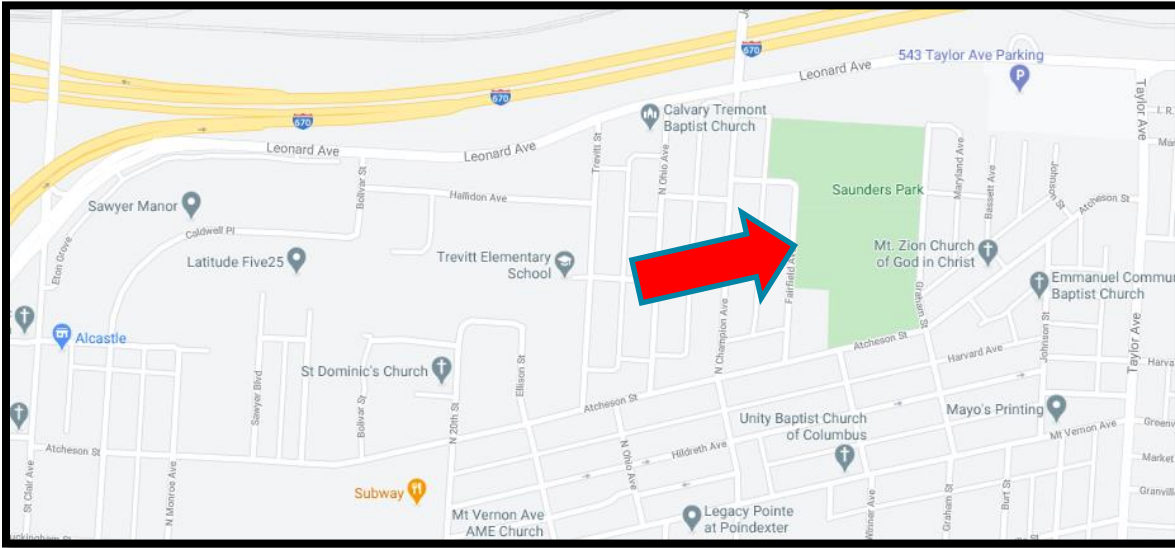 670
543 Taylor Ave Parking
P
Leonard Ave
670
Taylor Ave
Calvary Tremont
Baptist Church
670
Leonard Ave
Leonard Ave
Trevitt St
N Ohio Ave
Maryland Ave
Bassett Ave
Johnson St
Atcheson St
Bolivar St
Hallidon Ave
Saunders Park
Sawyer Manor
Caldwell Pl
Eton Grove
Latitude Five25
Trevitt Elementary
School
Fairfield Ave
Mt. Zion Church
of God in Christ
Emmanuel Commun
Baptist Church
Graham St
Alcastle
N Champion Ave
Atcheson St
Johnson St
Taylor Ave
Harvard Ave
Harva
St Dominic's Church
Ellison St
Sawyer Blvd
Bolivar St
N 20th St
Atcheson St
Unity Baptist Church
of Columbus
Mayo's Printing
Mt Vernon Ave
Greenv
Atcheson St
N Ohio Ave
Hildreth Ave
Market
St Clair Ave
N Monroe Ave
Subway
Mt Vernon Ave
AME Church
Legacy Pointe
at Poindexter
Winner Ave
Graham St
Burt St
Granvill